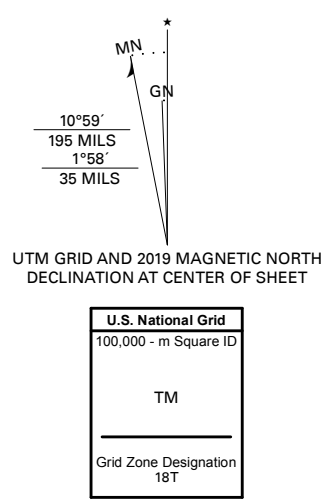 ★
MN
GN
10°59´
195 MILS
1°58´
35 MILS
UTM GRID AND 2019 MAGNETIC NORTH
DECLINATION AT CENTER OF SHEET
U.S. National Grid
100,000 - m Square ID
TM
Grid Zone Designation
18T